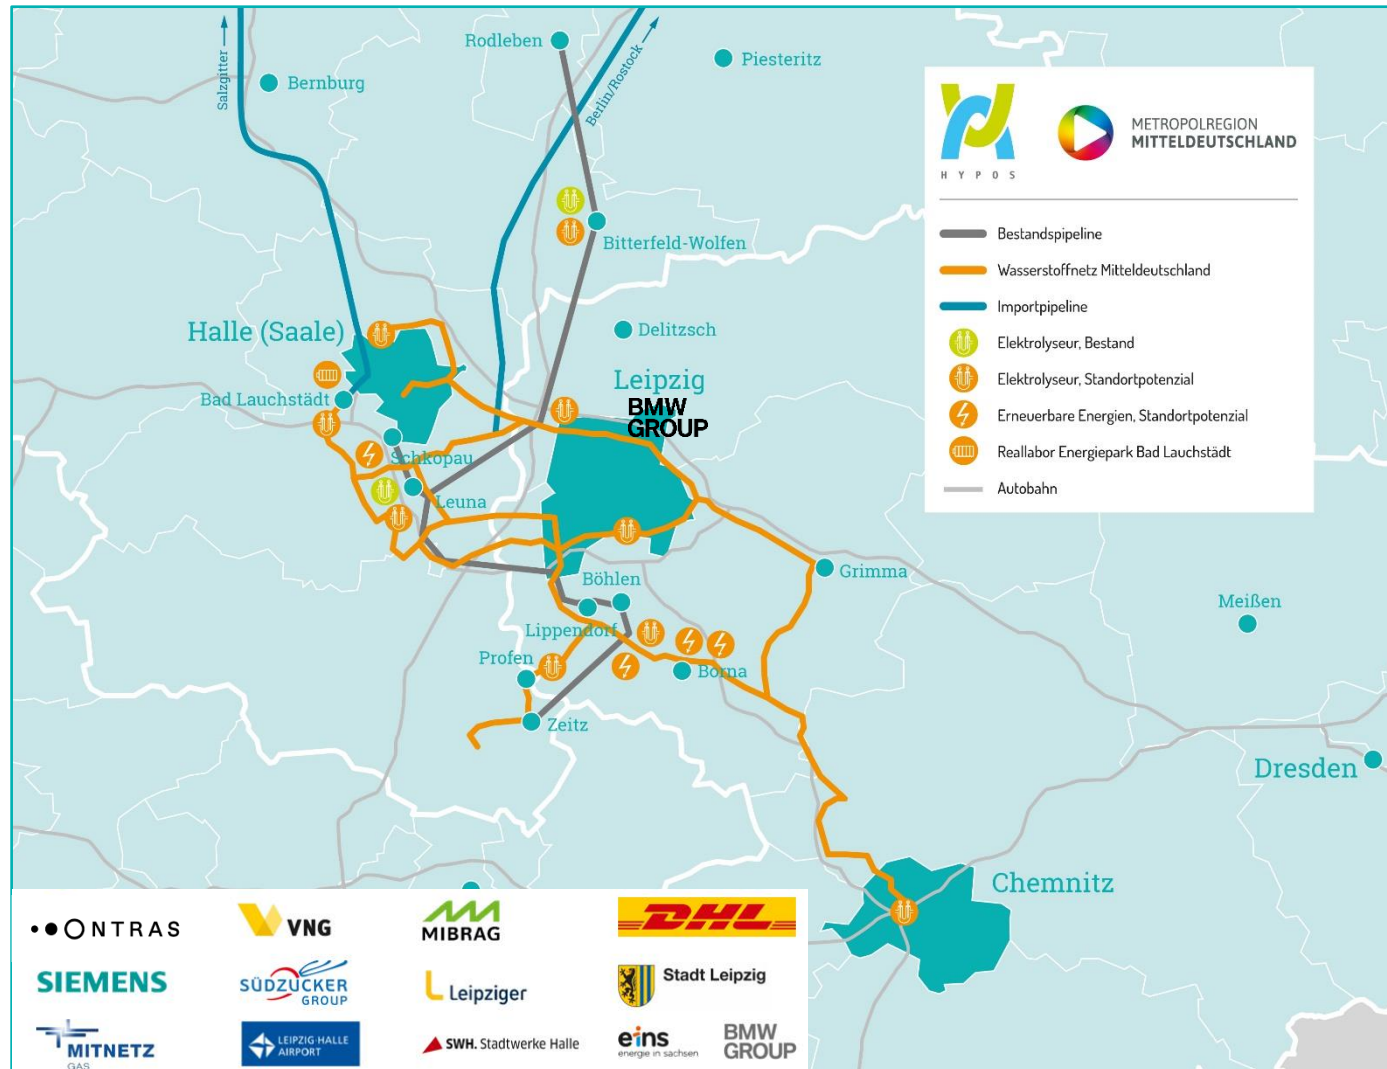 Salzgitter
Berlin/Rostock
Rodleben
Piesteritz
Bernburg
HYPOS
METROPOLREGION
MITTELDEUTSCHLAND
Bestandspipeline
Wasserstoffnetz Mitteldeutschland
Importpipeline
Elektrolyseur, Bestand
Elektrolyseur, Standortpotenzial
Erneuerbare Energien, Standortpotenzial
Reallabor Energiepark Bad Lauchstädt
Autobahn
Bitterfeld-Wolfen
Halle (Saale)
Delitzsch
Leipzig
BMW
GROUP
Bad Lauchstädt
Schkopau
Leuna
Grimma
Böhlen
Meißen
Lippendorf
Profen
Borna
Zeitz
Dresden
Chemnitz
ONTRAS
VNG
MIBRAG
DHL
SIEMENS
SÜDZUCKER
GROUP
Leipziger
Stadt Leipzig
MITNETZ
GAS
LEIPZIG HALLE
AIRPORT
SWH. Stadtwerke Halle
eins
energie in sachsen
BMW
GROUP